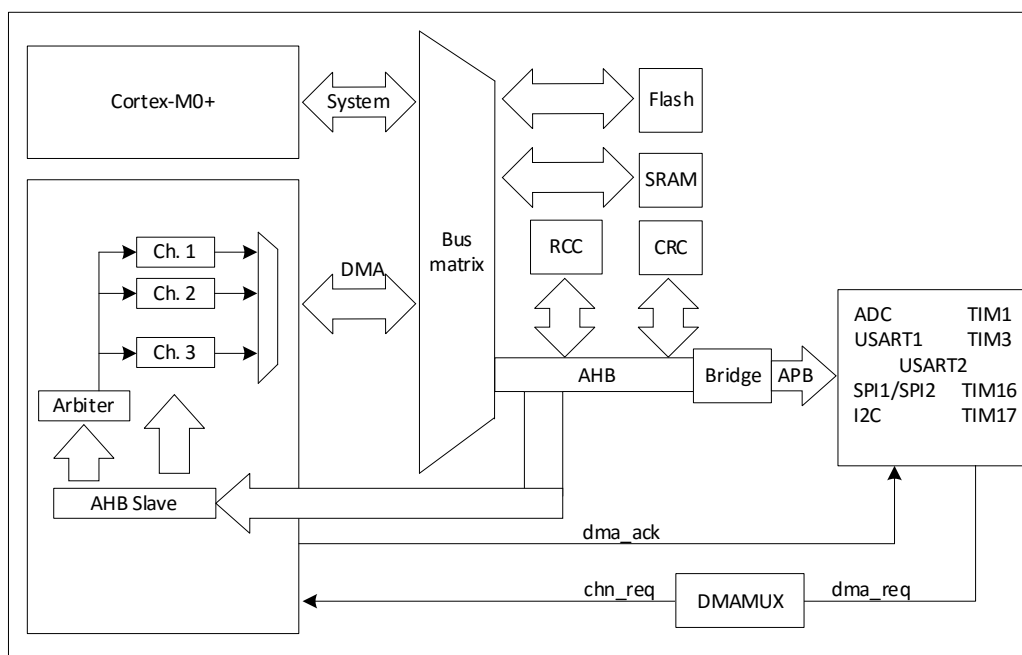 Cortex-M0+
System
Flash
SRAM
RCC
CRC
Bus
matrix
Ch. 1
Ch. 2
Ch. 3
DMA
Arbiter
AHB Slave
AHB
Bridge
APB
ADC TIM1
USART1 TIM3
USART2
SPI1/SPI2 TIM16
I2C TIM17
dma_ack
chn_req
DMAMUX
dma_req